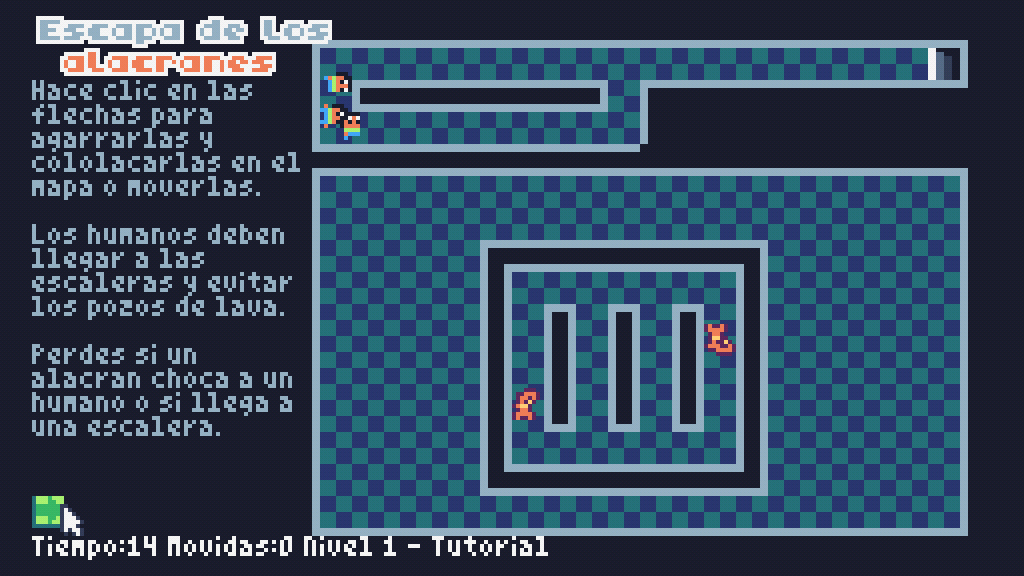 Escapa de los
alacranes
Hace clic en las
flechas para
agarrarlas y
cololacarlas en el
mapa o moverlas.
Los humanos deben
llegar a las
escaleras y evitar
los pozos de lava.
Perdes si un
alacran choca a un
humano o si llega a
una escalera.
Tiempo:14 Movidas:0 Nivel 1 - Tutorial